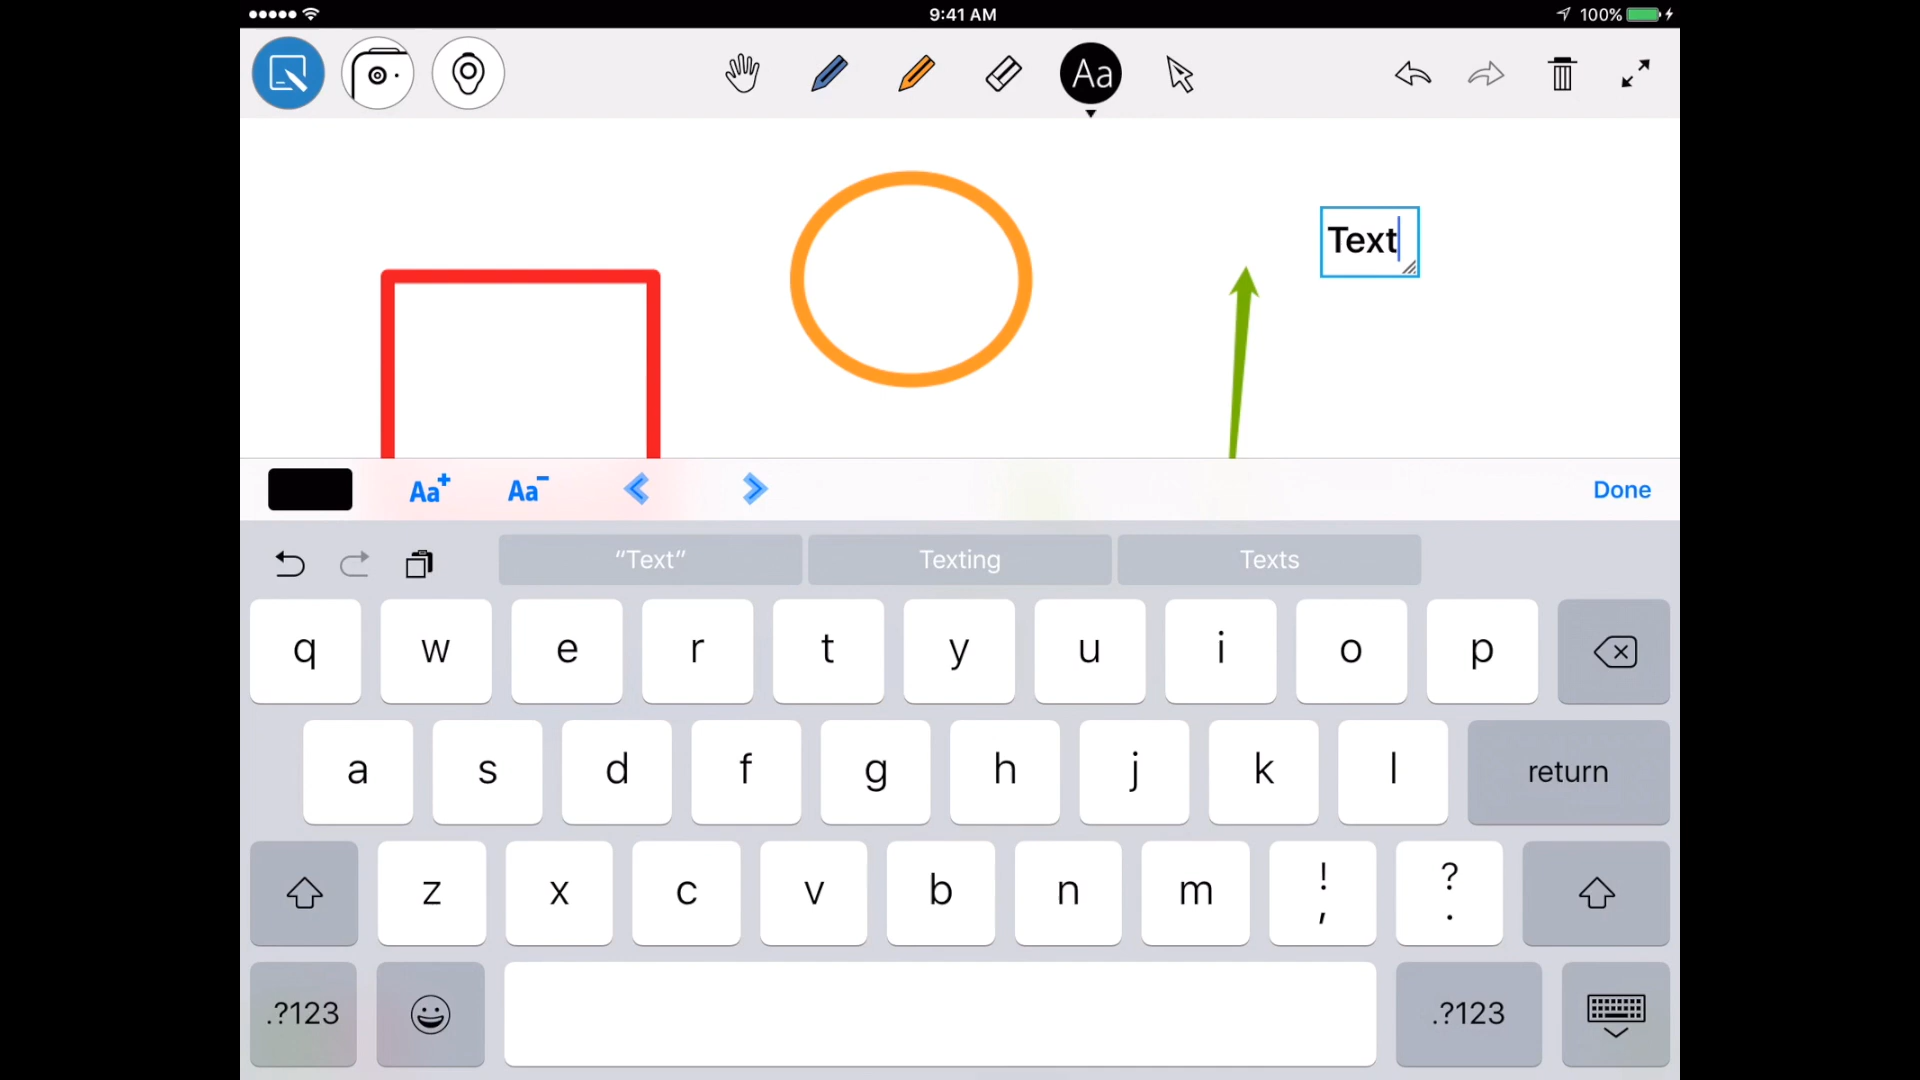 9:41 AM
100%
Aa
Text
Aa+
Aa−
Done
“Text”
Texting
Texts
q w e r t y u i o p
a s d f g h j k l return
z x c v b n m ! , ? .
.?123
.?123